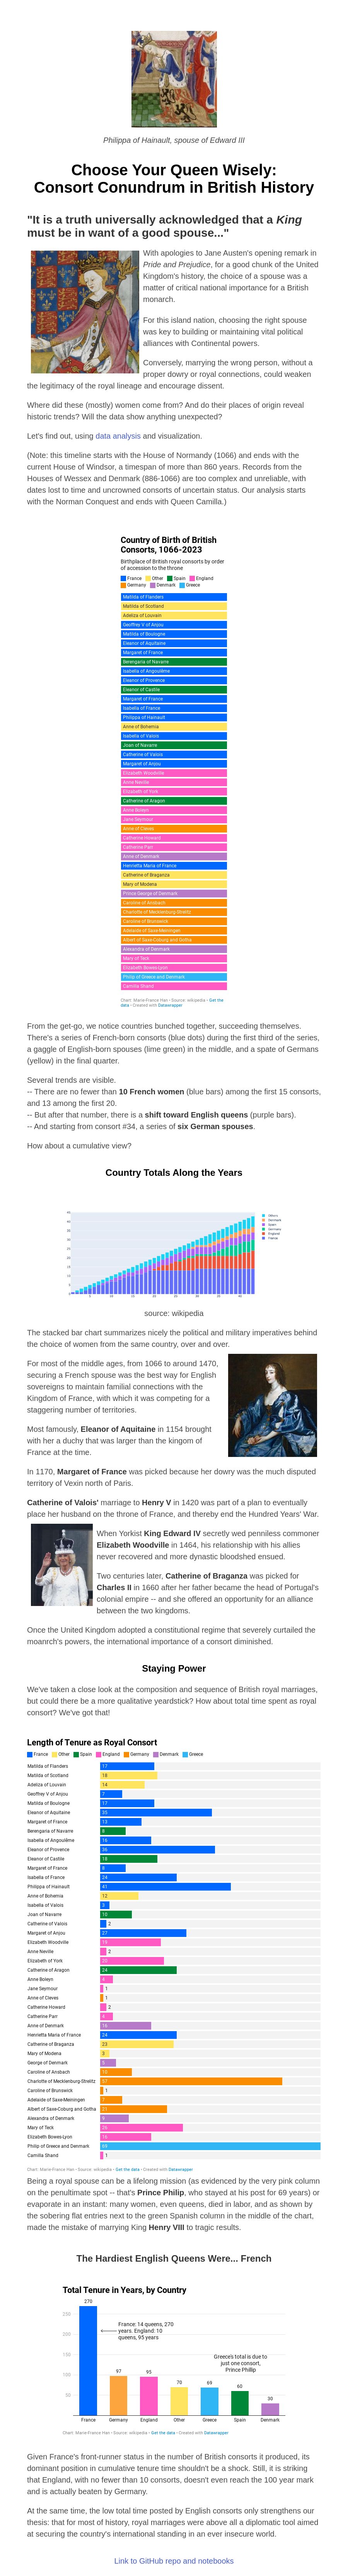 Philippa of Hainault, spouse of Edward III
Choose Your Queen Wisely:
Consort Conundrum in British History
"It is a truth universally acknowledged that a King
must be in want of a good spouse..."
With apologies to Jane Austen's opening remark in
Pride and Prejudice, for a good chunk of the United
Kingdom's history, the choice of a spouse was a
matter of critical national importance for a British
monarch.
For this island nation, choosing the right spouse
was key to building or maintaining vital political
alliances with Continental powers.
Conversely, marrying the wrong person, without a
proper dowry or royal connections, could weaken
the legitimacy of the royal lineage and encourage dissent.
Where did these (mostly) women come from? And do their places of origin reveal
historic trends? Will the data show anything unexpected?
Let's find out, using data analysis and visualization.
(Note: this timeline starts with the House of Normandy (1066) and ends with the
current House of Windsor, a timespan of more than 860 years. Records from the
Houses of Wessex and Denmark (886-1066) are too complex and unreliable, with
dates lost to time and uncrowned consorts of uncertain status. Our analysis starts
with the Norman Conquest and ends with Queen Camilla.)
Country of Birth of British
Consorts, 1066-2023
Birthplace of British royal consorts by order
of accession to the throne
France Other Spain England
Germany Denmark Greece
Matilda of Flanders
Matilda of Scotland
Adeliza of Louvain
Geoffrey V of Anjou
Matilda of Boulogne
Eleanor of Aquitaine
Margaret of France
Berengaria of Navarre
Isabella of Angoulême
Eleanor of Provence
Eleanor of Castile
Margaret of France
Isabella of France
Philippa of Hainault
Anne of Bohemia
Isabella of Valois
Joan of Navarre
Catherine of Valois
Margaret of Anjou
Elizabeth Woodville
Anne Neville
Elizabeth of York
Catherine of Aragon
Anne Boleyn
Jane Seymour
Anne of Cleves
Catherine Howard
Catherine Parr
Anne of Denmark
Henrietta Maria of France
Catherine of Braganza
Mary of Modena
Prince George of Denmark
Caroline of Ansbach
Charlotte of Mecklenburg-Strelitz
Caroline of Brunswick
Adelaide of Saxe-Meiningen
Albert of Saxe-Coburg and Gotha
Alexandra of Denmark
Mary of Teck
Elizabeth Bowes-Lyon
Philip of Greece and Denmark
Camilla Shand
Chart: Marie-France Han • Source: wikipedia • Get the
data • Created with Datawrapper
From the get-go, we notice countries bunched together, succeeding themselves.
There's a series of French-born consorts (blue dots) during the first third of the series,
a gaggle of English-born spouses (lime green) in the middle, and a spate of Germans
(yellow) in the final quarter.
Several trends are visible.
-- There are no fewer than 10 French women (blue bars) among the first 15 consorts,
and 13 among the first 20.
-- But after that number, there is a shift toward English queens (purple bars).
-- And starting from consort #34, a series of six German spouses.
How about a cumulative view?
Country Totals Along the Years
Others
Denmark
Spain
Germany
England
France
source: wikipedia
The stacked bar chart summarizes nicely the political and military imperatives behind
the choice of women from the same country, over and over.
For most of the middle ages, from 1066 to around 1470,
securing a French spouse was the best way for English
sovereigns to maintain familial connections with the
Kingdom of France, with which it was competing for a
staggering number of territories.
Most famously, Eleanor of Aquitaine in 1154 brought
with her a duchy that was larger than the kingom of
France at the time.
In 1170, Margaret of France was picked because her dowry was the much disputed
territory of Vexin north of Paris.
Catherine of Valois' marriage to Henry V in 1420 was part of a plan to eventually
place her husband on the throne of France, and thereby end the Hundred Years' War.
When Yorkist King Edward IV secretly wed penniless commoner
Elizabeth Woodville in 1464, his relationship with his allies
never recovered and more dynastic bloodshed ensued.
Two centuries later, Catherine of Braganza was picked for
Charles II in 1660 after her father became the head of Portugal's
colonial empire -- and she offered an opportunity for an alliance
between the two kingdoms.
Once the United Kingdom adopted a constitutional regime that severely curtailed the
moarch's powers, the international importance of a consort diminished.
Staying Power
We've taken a close look at the composition and sequence of British royal marriages,
but could there be a more qualitative yeardstick? How about total time spent as royal
consort? We've got that!
Length of Tenure as Royal Consort
France Other Spain England Germany Denmark Greece
Matilda of Flanders 17
Matilda of Scotland 18
Adeliza of Louvain 14
Geoffrey V of Anjou 7
Matilda of Boulogne 17
Eleanor of Aquitaine 35
Margaret of France 13
Berengaria of Navarre 8
Isabella of Angoulême 16
Eleanor of Provence 36
Eleanor of Castile 18
Margaret of France 8
Isabella of France 24
Philippa of Hainault 41
Anne of Bohemia 12
Isabella of Valois 3
Joan of Navarre 10
Catherine of Valois 2
Margaret of Anjou 27
Elizabeth Woodville 19
Anne Neville 2
Elizabeth of York 20
Catherine of Aragon 24
Anne Boleyn 4
Jane Seymour 1
Anne of Cleves 1
Catherine Howard 2
Catherine Parr 4
Anne of Denmark 16
Henrietta Maria of France 24
Catherine of Braganza 23
Mary of Modena 3
George of Denmark 5
Caroline of Ansbach 10
Charlotte of Mecklenburg-Strelitz 57
Caroline of Brunswick 1
Adelaide of Saxe-Meiningen 7
Albert of Saxe-Coburg and Gotha 21
Alexandra of Denmark 9
Mary of Teck 26
Elizabeth Bowes-Lyon 16
Philip of Greece and Denmark 69
Camilla Shand 1
Chart: Marie-France Han • Source: wikipedia • Get the data • Created with Datawrapper
Being a royal spouse can be a lifelong mission (as evidenced by the very pink column
on the penultimate spot -- that's Prince Philip, who stayed at his post for 69 years) or
evaporate in an instant: many women, even queens, died in labor, and as shown by
the sobering flat entries next to the green Spanish column in the middle of the chart,
made the mistake of marrying King Henry VIII to tragic results.
The Hardiest English Queens Were... French
Total Tenure in Years, by Country
270
250
France: 14 queens, 270
years. England: 10
queens, 95 years
200
150
Greece's total is due to
just one consort,
Prince Phillip
100
97
95
70
69
60
50
30
France Germany England Other Greece Spain Denmark
Chart: Marie-France Han • Source: wikipedia • Get the data • Created with Datawrapper
Given France's front-runner status in the number of British consorts it produced, its
dominant position in cumulative tenure time shouldn't be a shock. Still, it is striking
that England, with no fewer than 10 consorts, doesn't even reach the 100 year mark
and is actually beaten by Germany.
At the same time, the low total time posted by English consorts only strengthens our
thesis: that for most of history, royal marriages were above all a diplomatic tool aimed
at securing the country's international standing in an ever insecure world.
Link to GitHub repo and notebooks